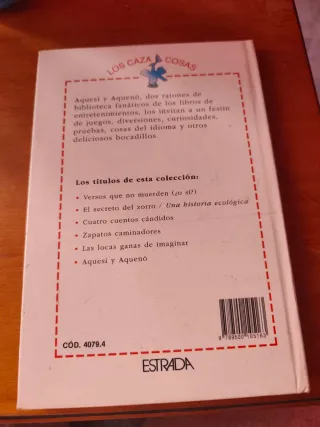 LOS CAZA COSAS
Aquesí y Aquenó, dos ratones de
biblioteca fanáticos de los libros de
entretenimientos, los invitan a un festín
de juegos, diversiones, curiosidades,
pruebas, cosas del idioma y otros
deliciosos bocadillos.
Los títulos de esta colección:
• Versos que no muerden (¿o sí?)
• El secreto del zorro / Una historia ecológica
• Cuatro cuentos cándidos
• Zapatos caminadores
• Las locas ganas de imaginar
• Aquesí y Aquenó
CÓD. 4079.4
ESTRADA